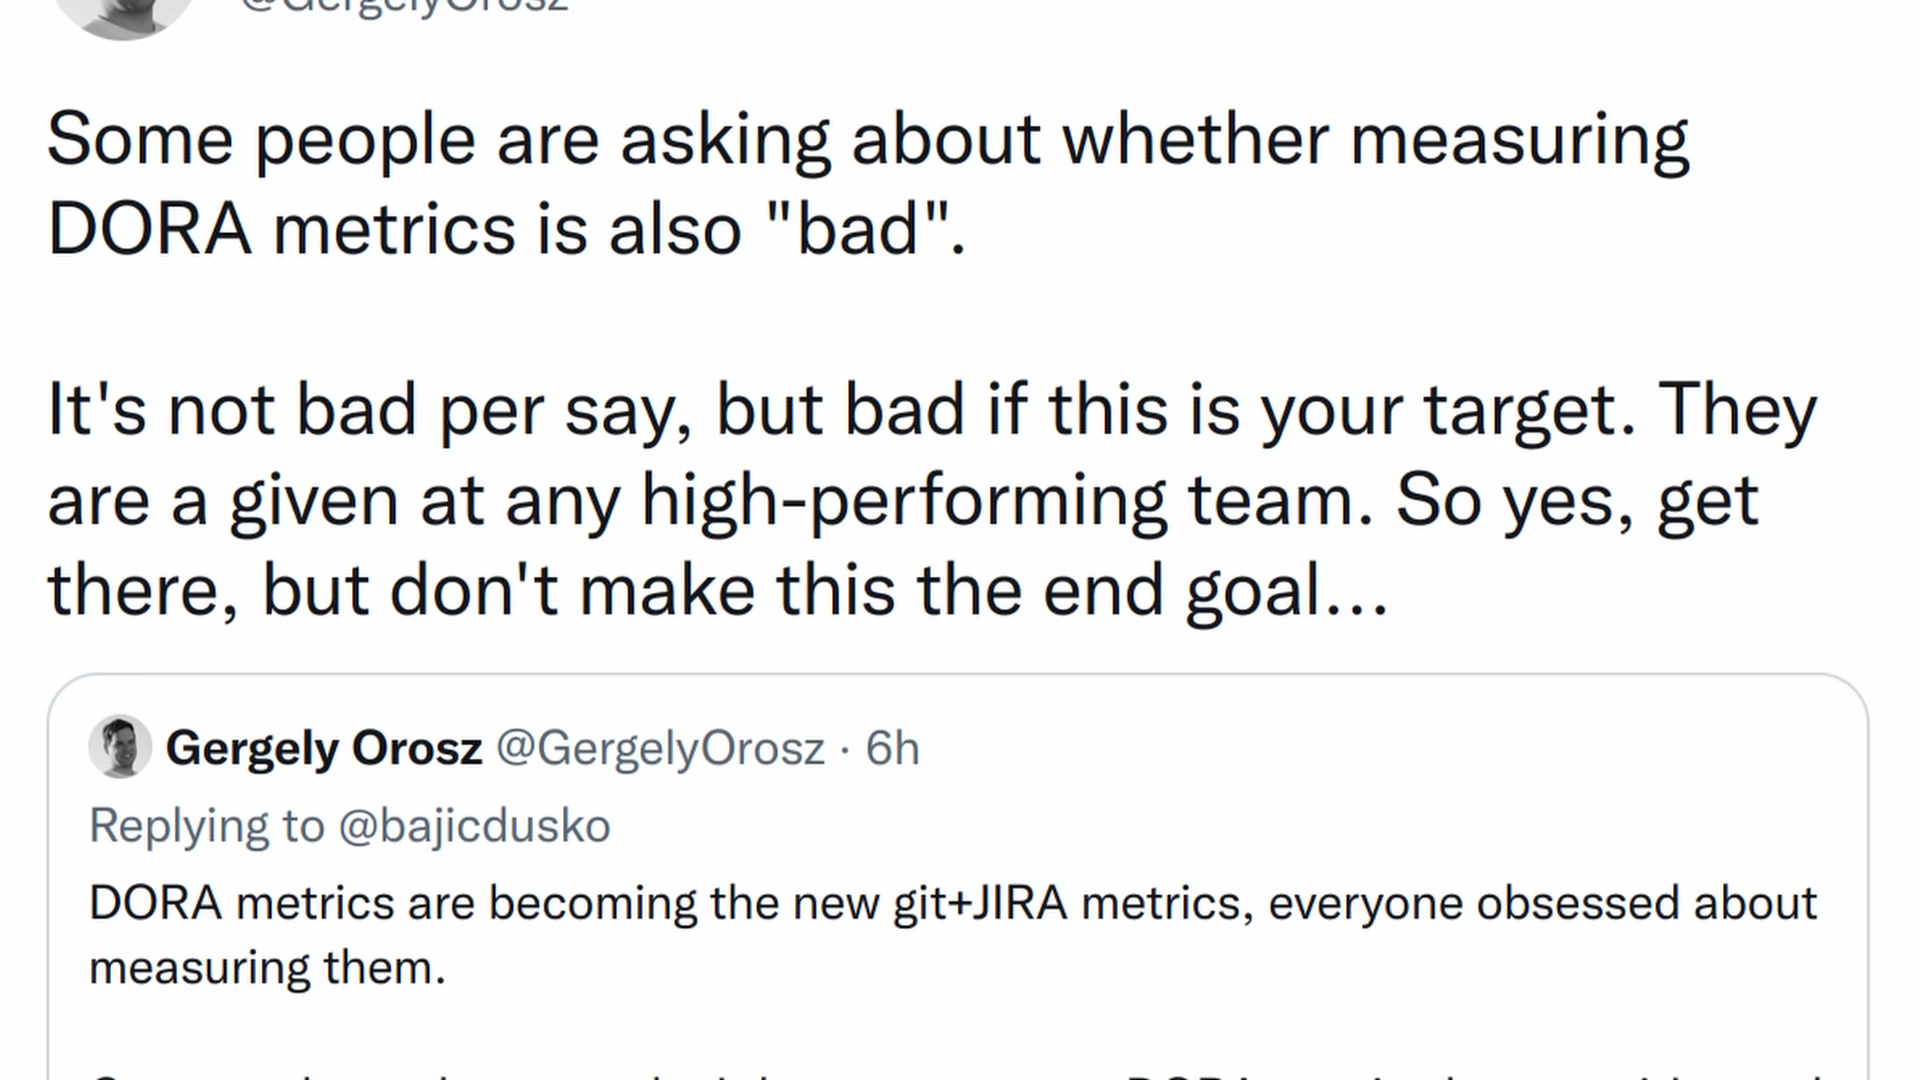 @GergelyOrosz
Some people are asking about whether measuring
DORA metrics is also "bad".
It's not bad per say, but bad if this is your target. They
are a given at any high-performing team. So yes, get
there, but don't make this the end goal...
Gergely Orosz @GergelyOrosz · 6h
Replying to @bajicdusko
DORA metrics are becoming the new git+JIRA metrics, everyone obsessed about
measuring them.